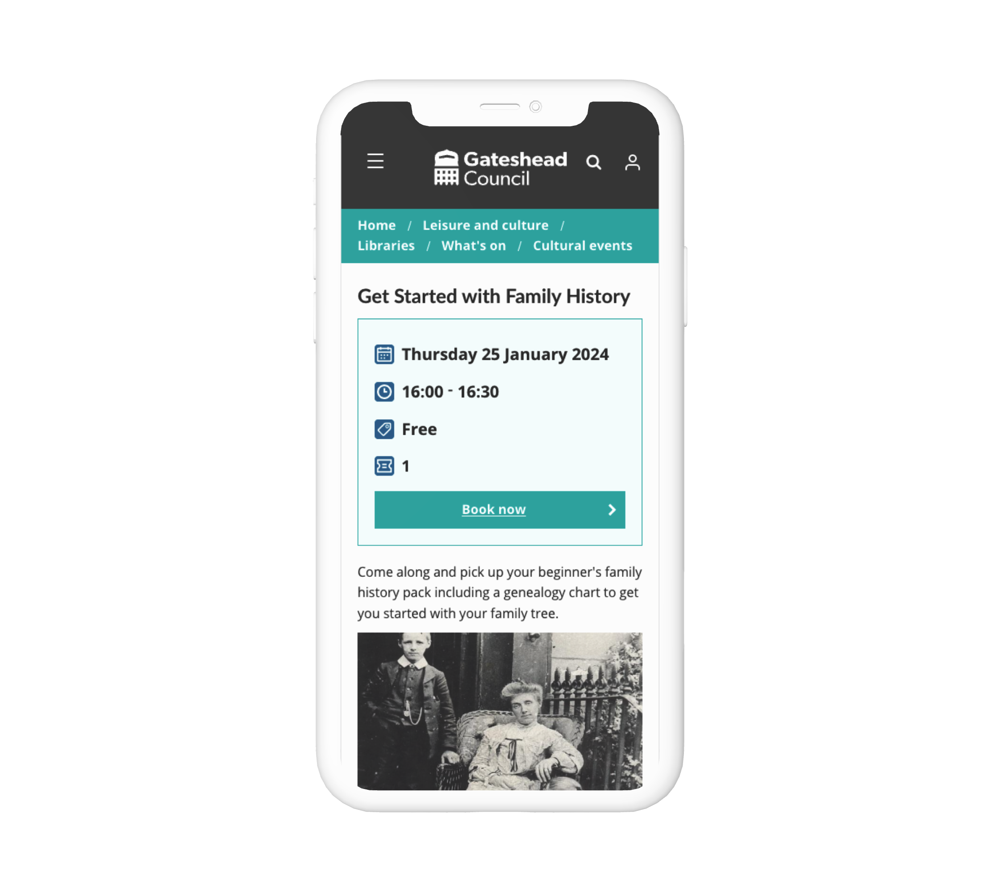 Gateshead
Council
Home / Leisure and culture /
Libraries / What's on / Cultural events
Get Started with Family History
Thursday 25 January 2024
16:00 - 16:30
Free
1
Book now
Come along and pick up your beginner's family
history pack including a genealogy chart to get
you started with your family tree.